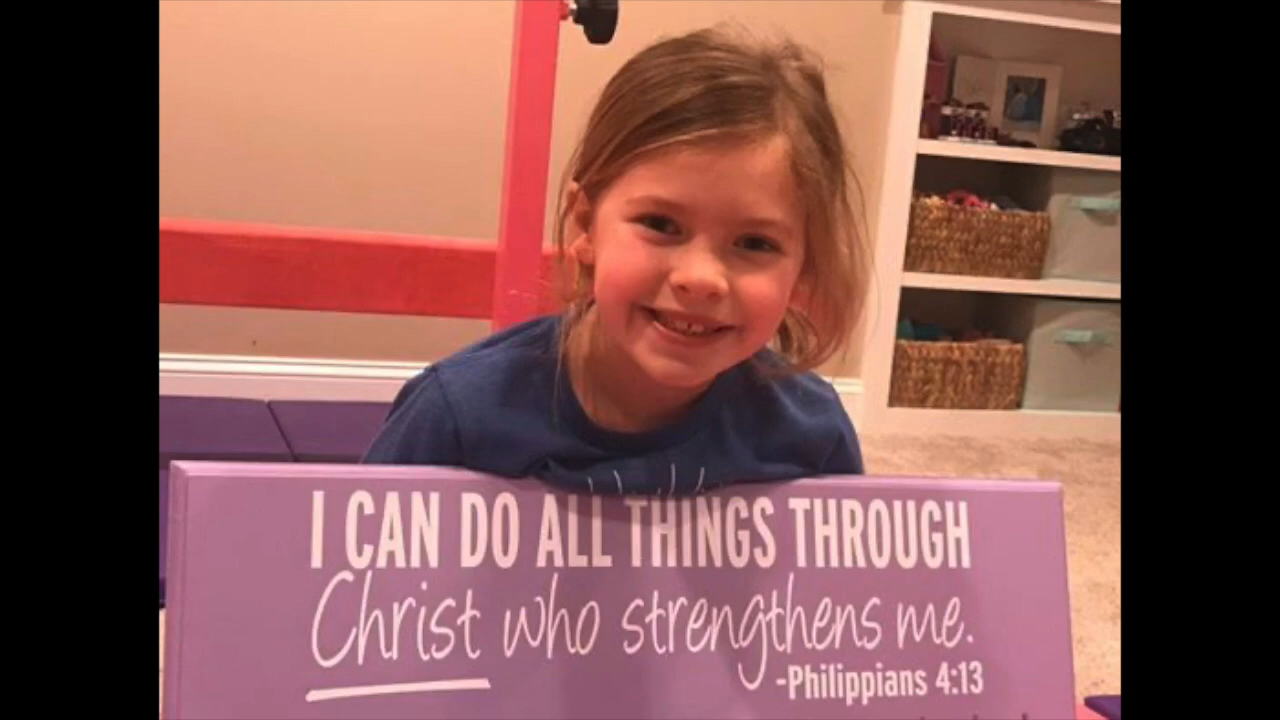 I CAN DO ALL THINGS THROUGH
Christ who strengthens me.
-Philippians 4:13